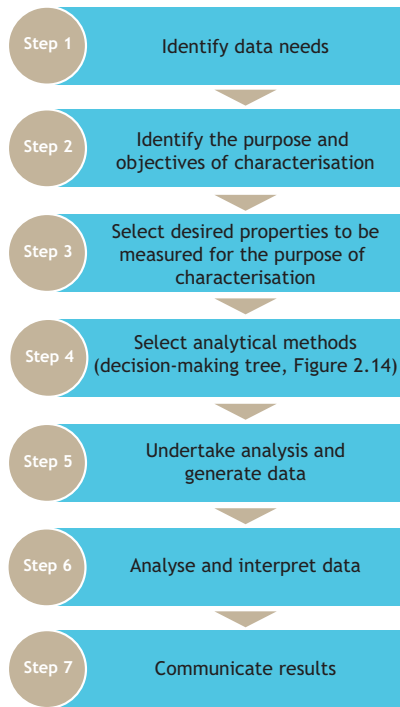 Step 1
Identify data needs
Step 2
Identify the purpose and
objectives of characterisation
Step 3
Select desired properties to be
measured for the purpose of
characterisation
Step 4
Select analytical methods
(decision-making tree, Figure 2.14)
Step 5
Undertake analysis and
generate data
Step 6
Analyse and interpret data
Step 7
Communicate results